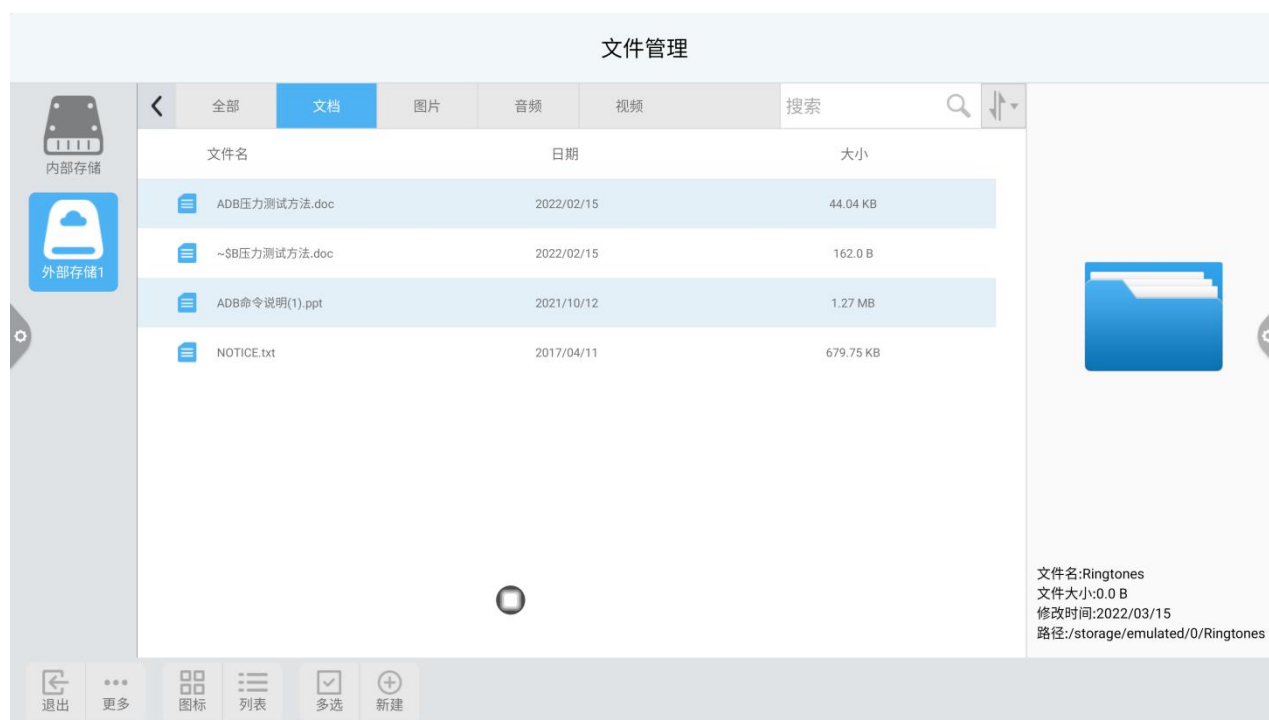 文件管理
全部 文档 图片 音频 视频 搜索
内部存储
外部存储1
文件名 日期 大小
ADB压力测试方法.doc 2022/02/15 44.04 KB
~$B压力测试方法.doc 2022/02/15 162.0 B
ADB命令说明(1).ppt 2021/10/12 1.27 MB
NOTICE.txt 2017/04/11 679.75 KB
文件名:Ringtones
文件大小:0.0 B
修改时间:2022/03/15
路径:/storage/emulated/0/Ringtones
退出 更多 图标 列表 多选 新建